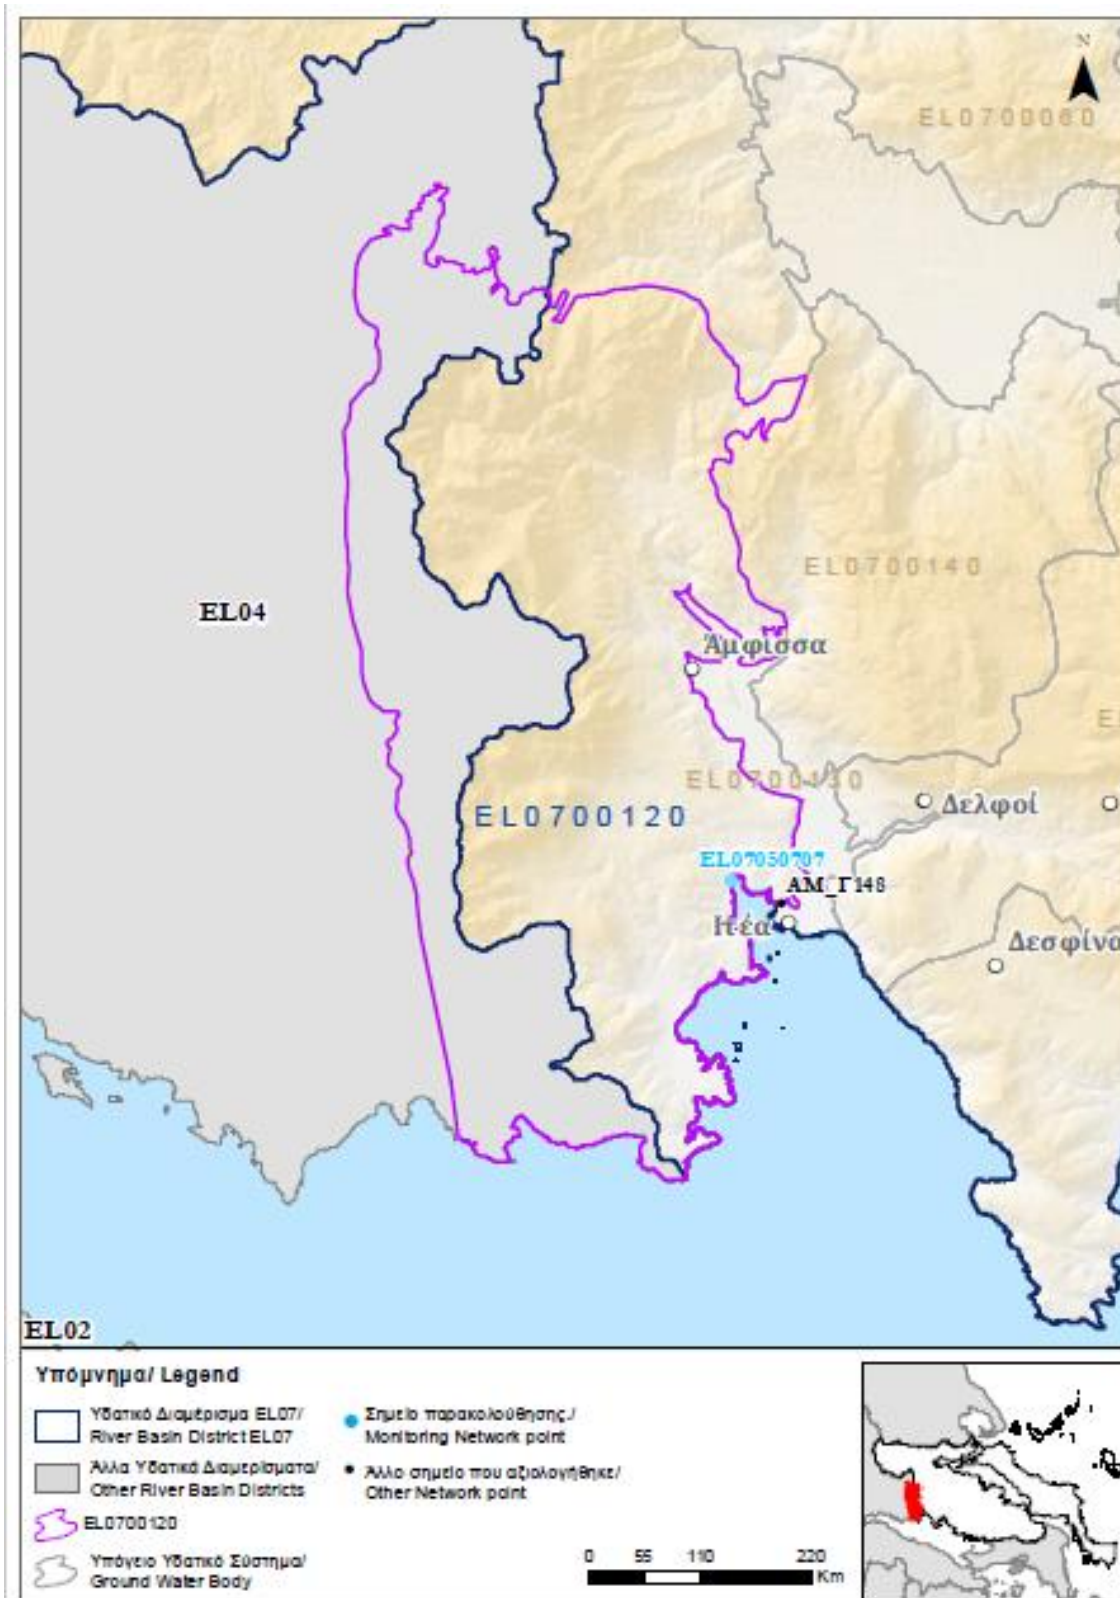 N
EL0700060
EL0700140
EL04
Άμφισσα
EL0700130
Δελφοί
EL0700120
EL07050707
ΑΜ_Γ148
Ιτέα
Δεσφίνα
EL02
Υπόμνημα/ Legend
Υδατικό Διαμέρισμα EL07/
River Basin District EL07
Άλλα Υδατικά Διαμερίσματα/
Other River Basin Districts
EL0700120
Υπόγειο Υδατικό Σύστημα/
Ground Water Body
Σημείο παρακολούθησης./
Monitoring Network point
Άλλο σημείο που αξιολογήθηκε/
Other Network point
0 55 110 220
Km